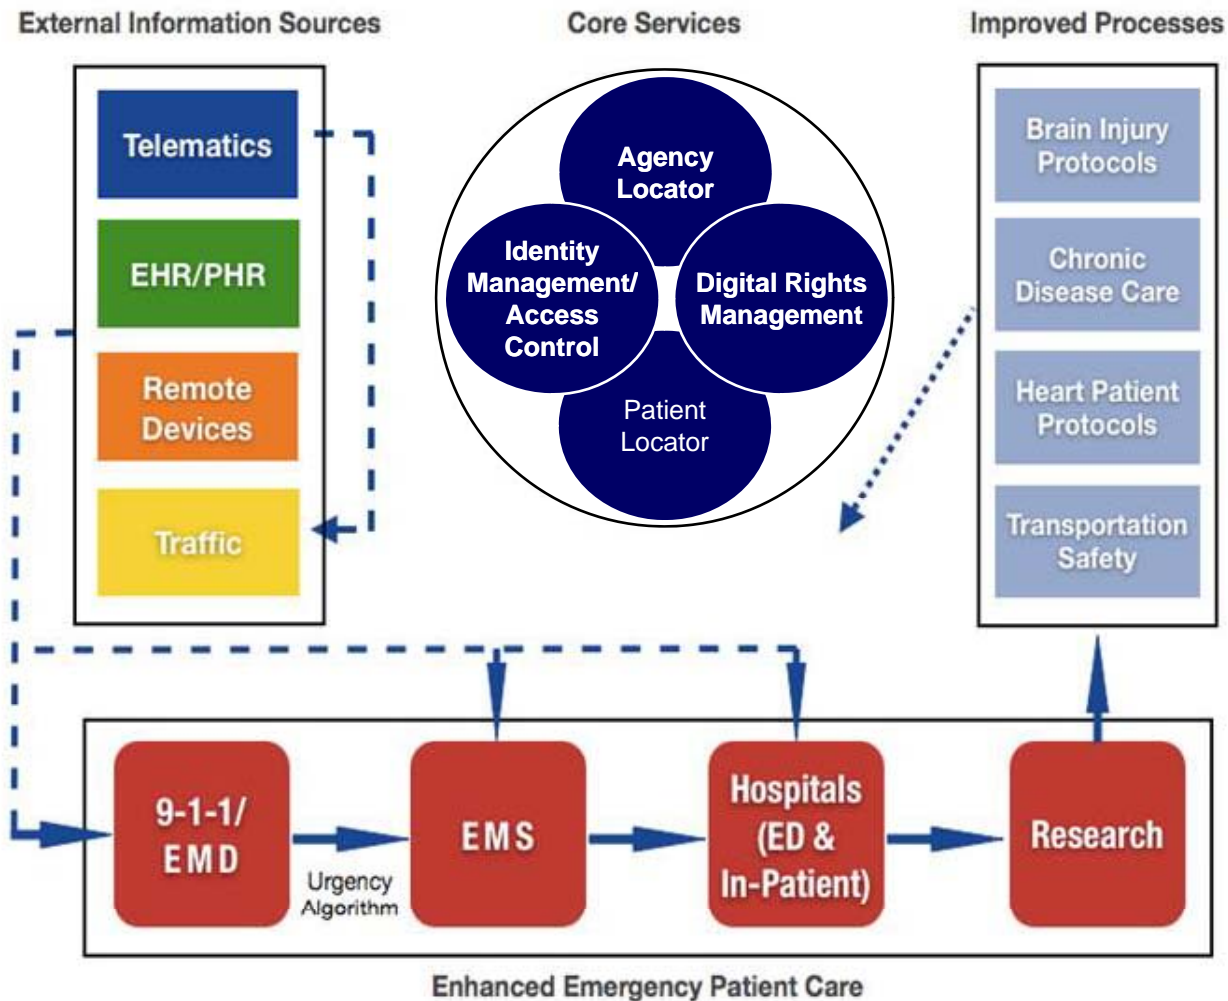 External Information Sources
Core Services
Improved Processes
Telematics
EHR/PHR
Remote
Devices
Traffic
Agency
Locator
Identity
Management/
Access
Control
Digital Rights
Management
Patient
Locator
Brain Injury
Protocols
Chronic
Disease Care
Heart Patient
Protocols
Transportation
Safety
9-1-1/
EMD
Urgency
Algorithm
EMS
Hospitals
(ED &
In-Patient)
Research
Enhanced Emergency Patient Care